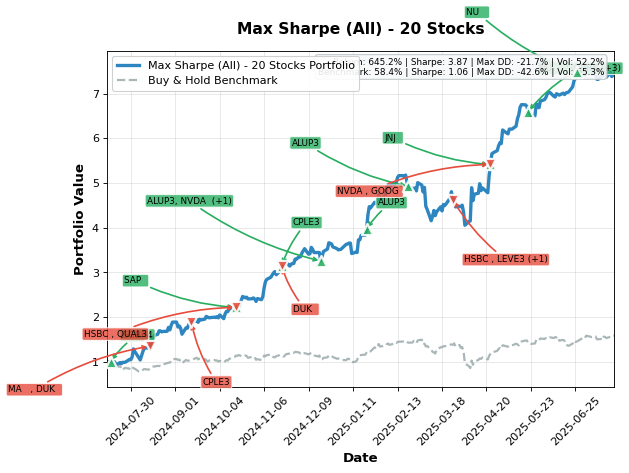 Max Sharpe (All) - 20 Stocks
NU
Max Sharpe (All) - 20 Stocks Portfolio
Buy & Hold Benchmark
645.2% | Sharpe: 3.87 | Max DD: -21.7% | Vol: 52.2%
58.4% | Sharpe: 1.06 | Max DD: -42.6% | Vol:
(+3)
ALUP3
JNJ
NVDA , GOOG
ALUP3, NVDA (+1)
ALUP3
CPLE3
HSBC , LEVE3 (+1)
SAP
DUK
HSBC , QUAL3
MA , DUK
CPLE3
Portfolio Value
7
6
5
4
3
2
1
2024-07-30
2024-09-01
2024-10-04
2024-11-06
2024-12-09
2025-01-11
2025-02-13
2025-03-18
2025-04-20
2025-05-23
2025-06-25
Date